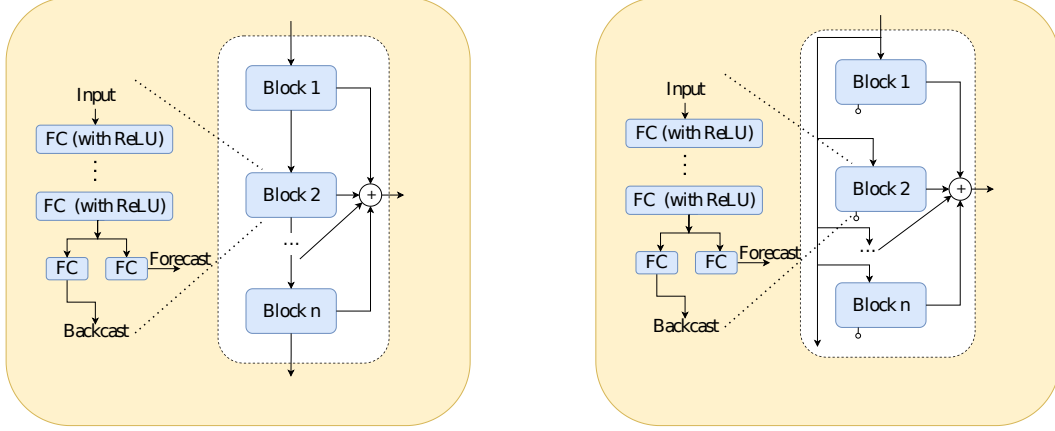 Block 1
Input
FC (with ReLU)
⋮
FC (with ReLU)
Block 2
+
...
FC
FC
Forecast
Block n
Backcast
Block 1
Input
FC (with ReLU)
⋮
FC (with ReLU)
Block 2
+
...
FC
FC
Forecast
Block n
Backcast